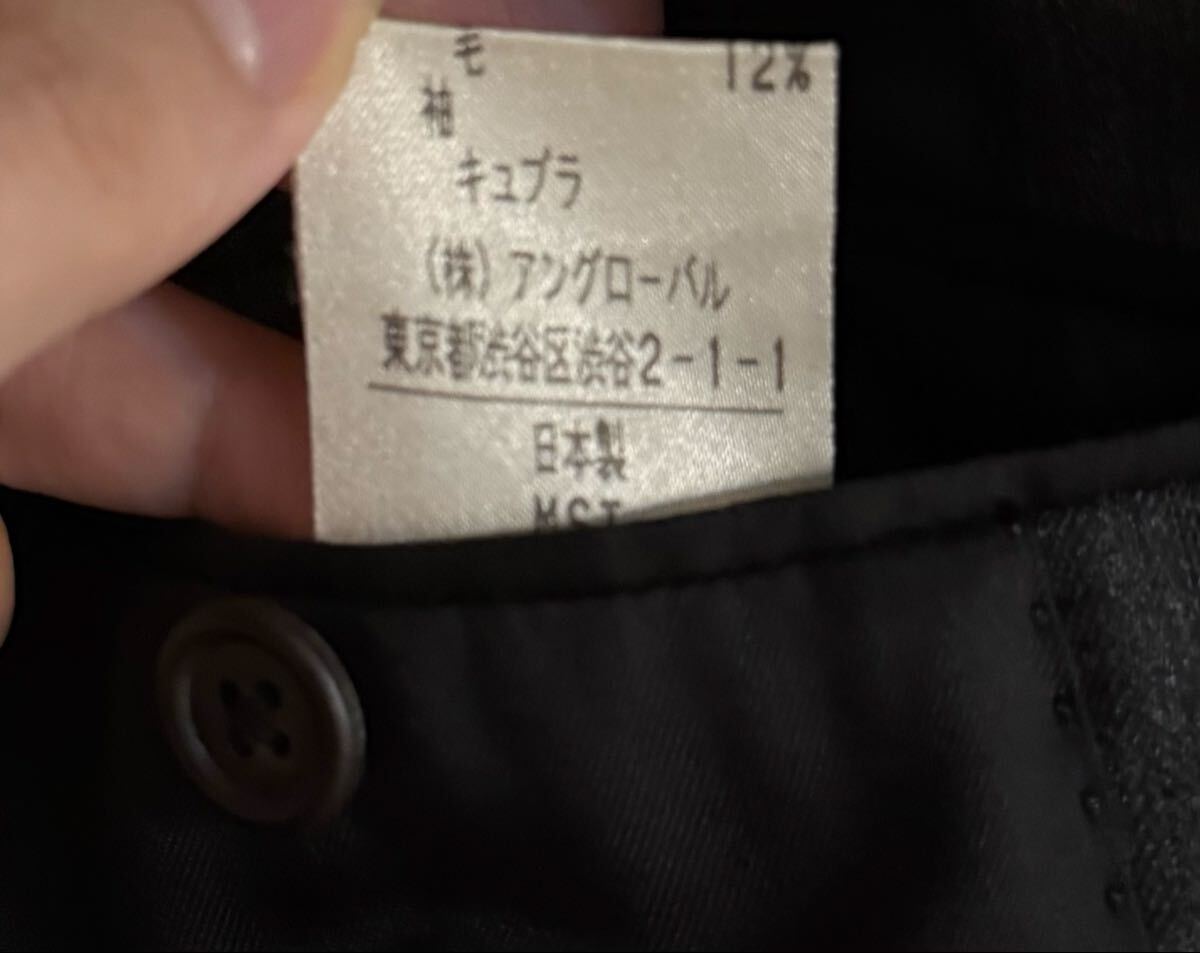 毛 12%
袖
キュプラ
(株)アングローバル
東京都渋谷区渋谷2-1-1
日本製